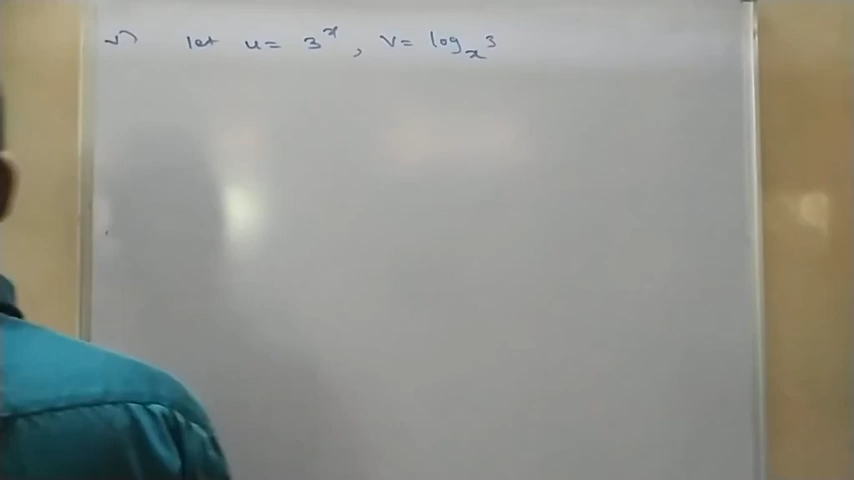 v) let u = 3^x , v = log_x 3